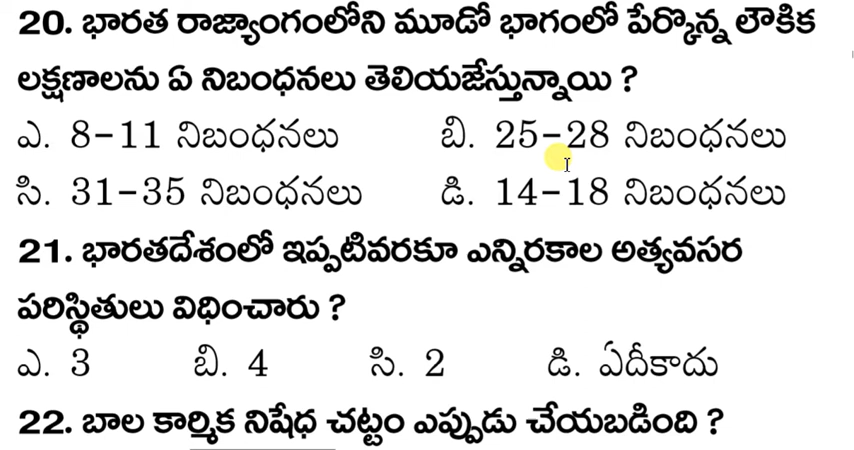 20. భారత రాజ్యాంగంలోని మూడో భాగంలో పేర్కొన్న లౌకిక
లక్షణాలను ఏ నిబంధనలు తెలియజేస్తున్నాయి ?
ఎ. 8-11 నిబంధనలు బి. 25-28 నిబంధనలు
సి. 31-35 నిబంధనలు డి. 14-18 నిబంధనలు
21. భారతదేశంలో ఇప్పటివరకూ ఎన్నిరకాల అత్యవసర
పరిస్థితులు విధించారు ?
ఎ. 3 బి. 4 సి. 2 డి. ఏదీకాదు
22. బాల కార్మిక నిషేధ చట్టం ఎప్పుడు చేయబడింది ?